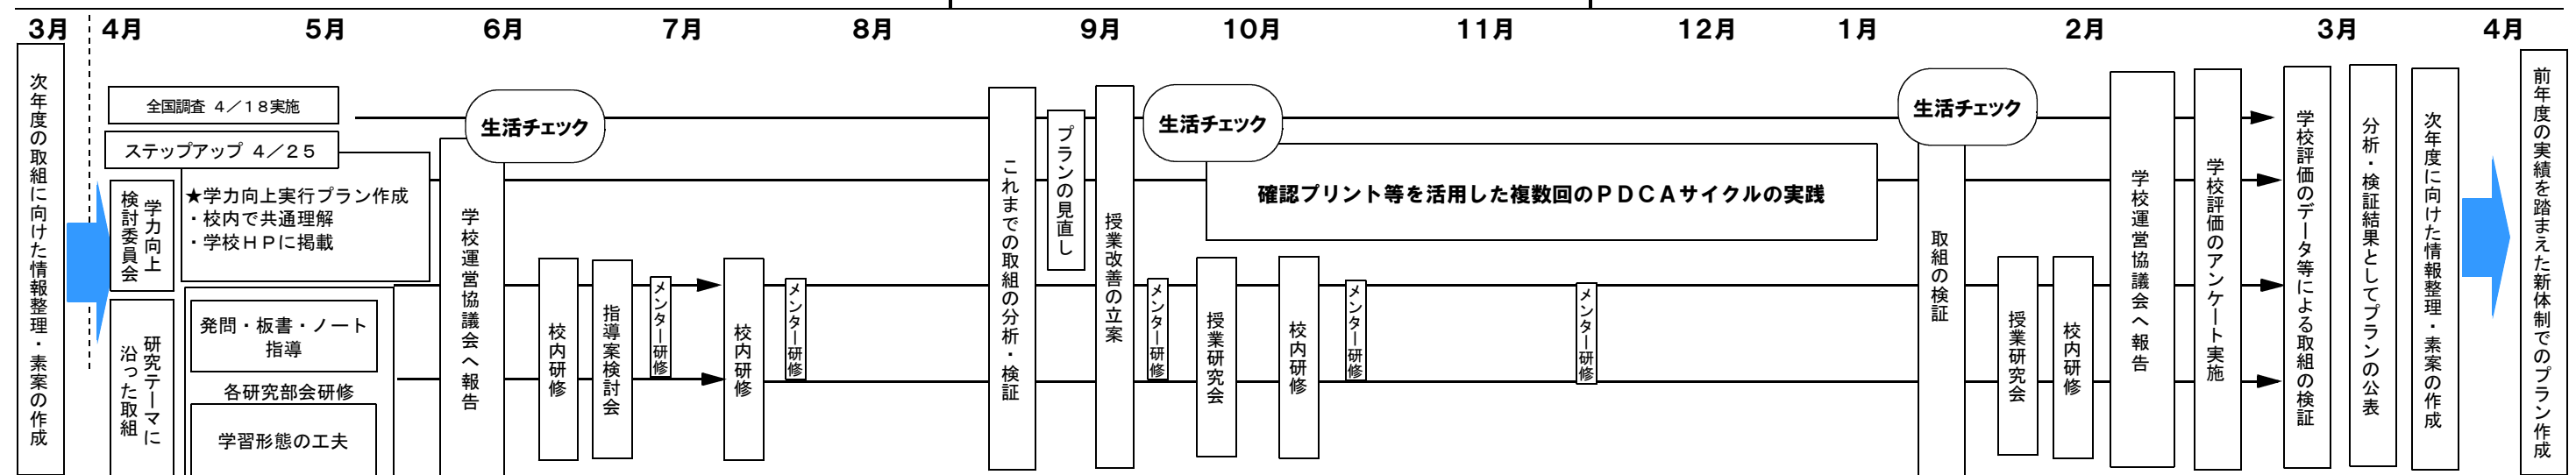 3月
4月
5月
6月
7月
8月
9月
10月
11月
12月
1月
2月
3月
4月
次年度の取組に向けた情報整理・素案の作成
全国調査 4／18実施
ステップアップ 4／25
学力向上
検討委員会
★学力向上実行プラン作成
・校内で共通理解
・学校ＨＰに掲載
研究テーマに
沿った取組
発問・板書・ノート
指導
各研究部会研修
学習形態の工夫
学校運営協議会へ報告
生活チェック
校内研修
指導案検討会
メンター研修
校内研修
メンター研修
これまでの取組の分析・検証
プランの見直し
授業改善の立案
生活チェック
確認プリント等を活用した複数回のＰＤＣＡサイクルの実践
メンター研修
授業研究会
校内研修
メンター研修
メンター研修
生活チェック
取組の検証
授業研究会
校内研修
学校運営協議会へ報告
学校評価のアンケート実施
学校評価のデータ等による取組の検証
分析・検証結果としてプランの公表
次年度に向けた情報整理・素案の作成
前年度の実績を踏まえた新体制でのプラン作成